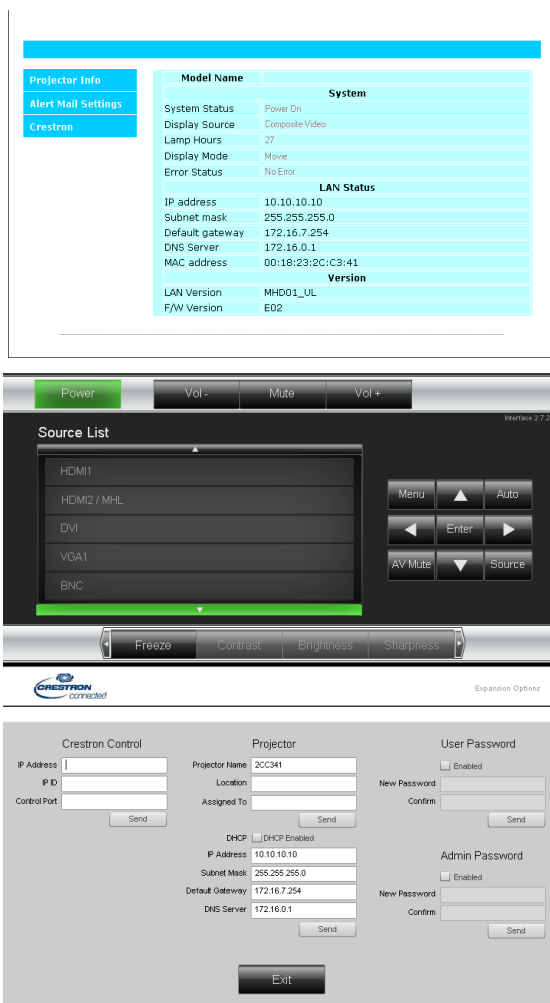 Model Name
Projector Info
Alert Mail Settings
Crestron
System
System Status Power On
Display Source Composite Video
Lamp Hours 27
Display Mode Movie
Error Status No Error
LAN Status
IP address 10.10.10.10
Subnet mask 255.255.255.0
Default gateway 172.16.7.254
DNS Server 172.16.0.1
MAC address 00:18:23:2C:C3:41
Version
LAN Version MHD01_UL
F/W Version E02
Power Vol - Mute Vol +
Interface 2.7.2
Source List
HDMI1
HDMI2 / MHL
DVI
VGA1
BNC
Menu Auto
Enter
AV Mute Source
Freeze Contrast Brightness Sharpness
CRESTRON
connected
Expansion Options
Crestron Control
IP Address
IP ID
Control Port
Send
Projector
Projector Name 2CC341
Location
Assigned To
Send
DHCP DHCP Enabled
IP Address 10.10.10.10
Subnet Mask 255.255.255.0
Default Gateway 172.16.7.254
DNS Server 172.16.0.1
Send
User Password
Enabled
New Password
Confirm
Send
Admin Password
Enabled
New Password
Confirm
Send
Exit